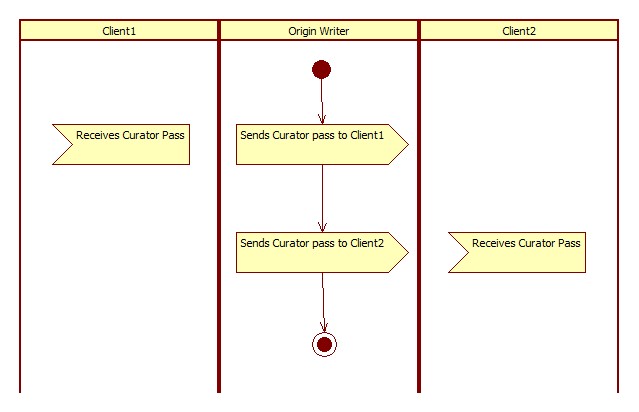 Client1
Origin Writer
Client2
Receives Curator Pass
Sends Curator pass to Client1
Sends Curator pass to Client2
Receives Curator Pass